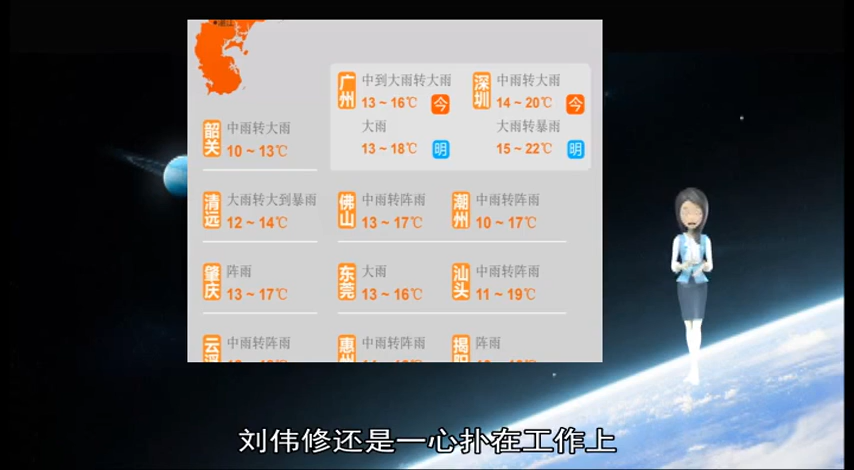 湛江
广州
中到大雨转大雨
13 ~ 16℃ 今
大雨
13 ~ 18℃ 明
深圳
中雨转大雨
14 ~ 20℃ 今
大雨转暴雨
15 ~ 22℃ 明
韶关
中雨转大雨
10 ~ 13℃
清远
大雨转大到暴雨
12 ~ 14℃
佛山
中雨转阵雨
13 ~ 17℃
潮州
中雨转阵雨
10 ~ 17℃
肇庆
阵雨
13 ~ 17℃
东莞
大雨
13 ~ 16℃
汕头
中雨转阵雨
11 ~ 19℃
云浮
中雨转阵雨
惠州
中雨转阵雨
揭阳
阵雨
刘伟修还是一心扑在工作上